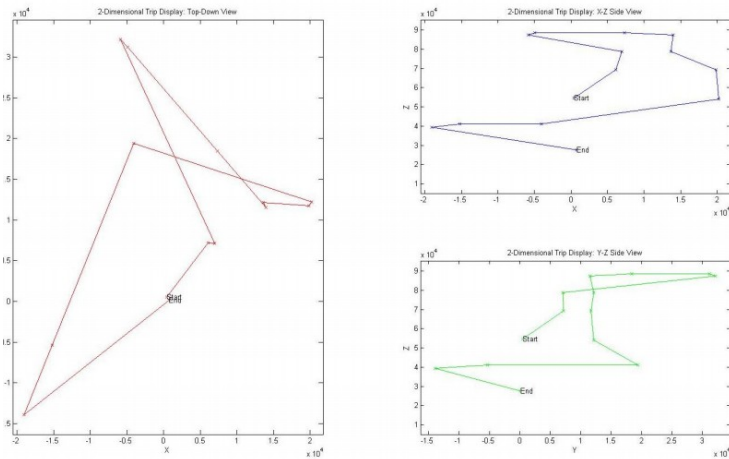 2-Dimensional Trip Display: Top-Down View
x 10⁴
3
!.5
2
!.5
1
).5
0
).5
-1
!.5
Start
End
-2 -1.5 -1 -0.5 0 0.5 1 1.5 2
X
x 10⁴
2-Dimensional Trip Display: X-Z Side View
x 10⁴
9
8
7
6
5
4
3
2
1
Z
Start
End
-2 -1.5 -1 -0.5 0 0.5 1 1.5 2
X
x 10⁴
2-Dimensional Trip Display: Y-Z Side View
x 10⁴
9
8
7
6
5
4
3
2
1
Z
Start
End
-1.5 -1 -0.5 0 0.5 1 1.5 2 2.5 3
Y
x 10⁴